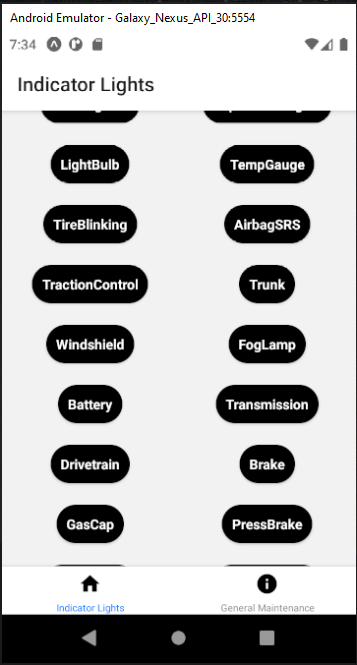 Android Emulator - Galaxy_Nexus_API_30:5554
7:34
Indicator Lights
LightBulb TempGauge
TireBlinking AirbagSRS
TractionControl Trunk
Windshield FogLamp
Battery Transmission
Drivetrain Brake
GasCap PressBrake
Indicator Lights General Maintenance